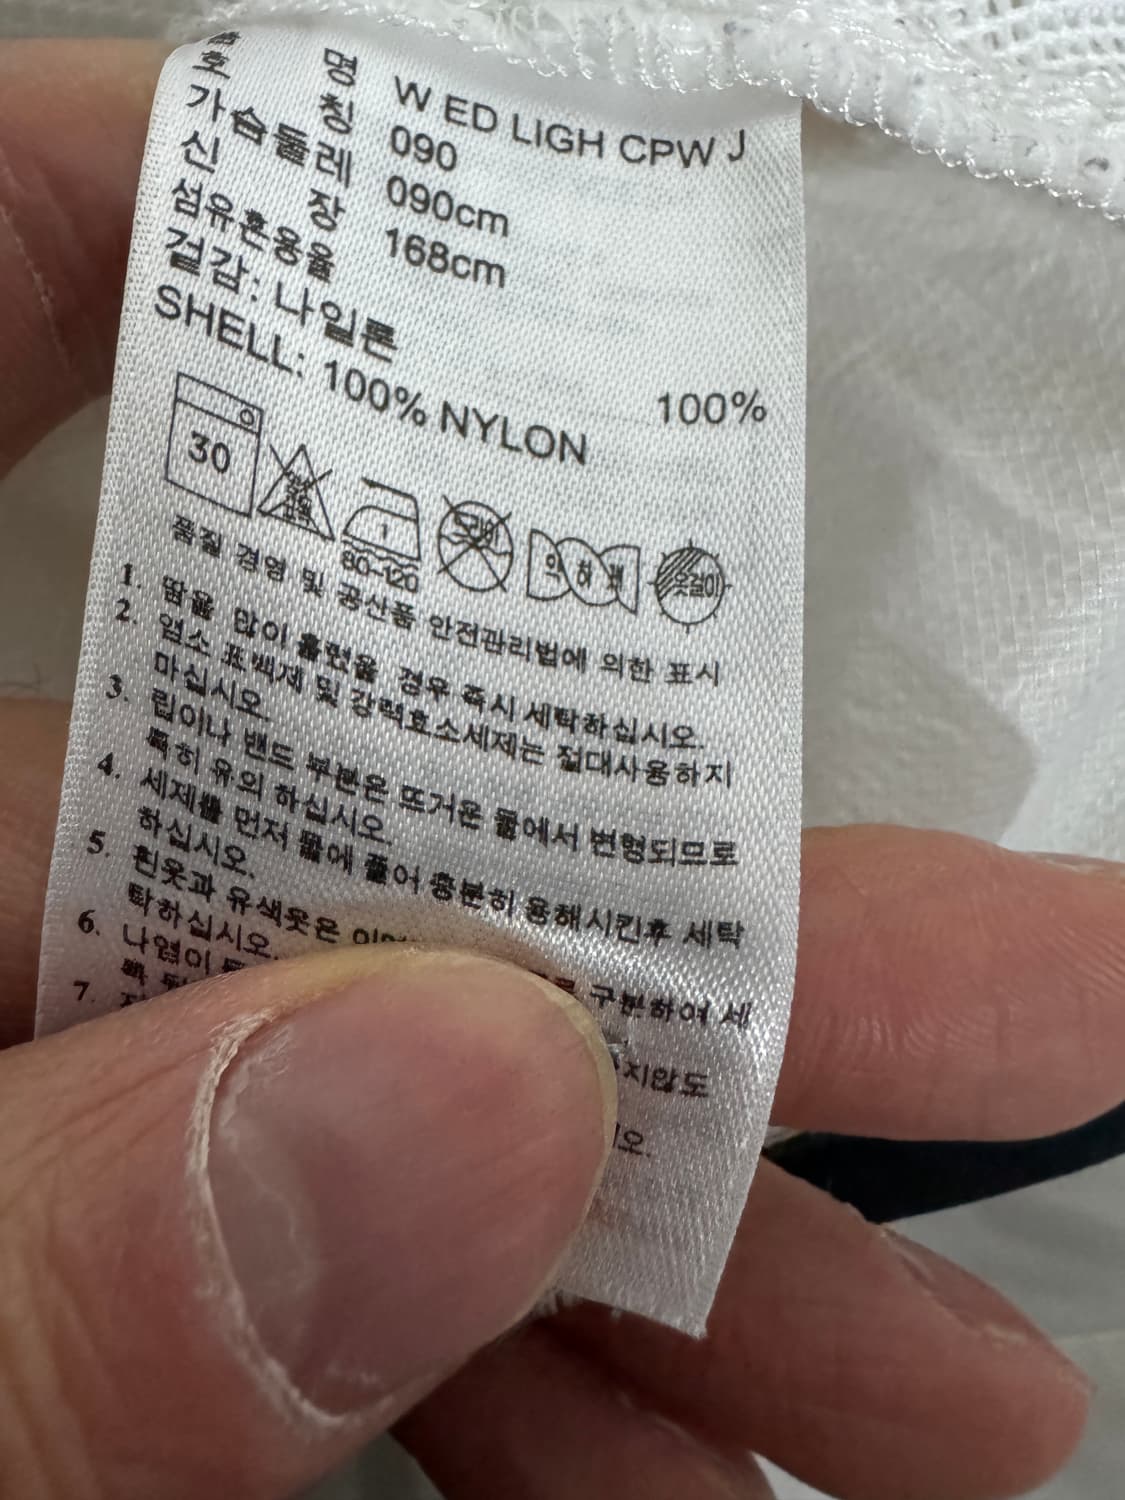 명 칭 W ED LIGH CPW J
호 090
가슴둘레 090cm
신 장 168cm
섬유혼용율
겉감: 나일론 100%
SHELL: 100% NYLON
30
80~120
드라이
약하게
옷걸이
품질 경영 및 공산품 안전관리법에 의한 표시
1. 땀을 많이 흘렸을 경우 즉시 세탁하십시오.
2. 염소 표백제 및 강력효소세제는 절대사용하지
마십시오.
3. 립이나 밴드 부분은 뜨거운 물에서 변형되므로
특히 유의 하십시오.
4. 세제를 먼저 물에 풀어 충분히 용해시킨후 세탁
하십시오.
5. 흰옷과 유색옷은 구분하여 세
탁하십시오.
6. 나염이 지않도
7.